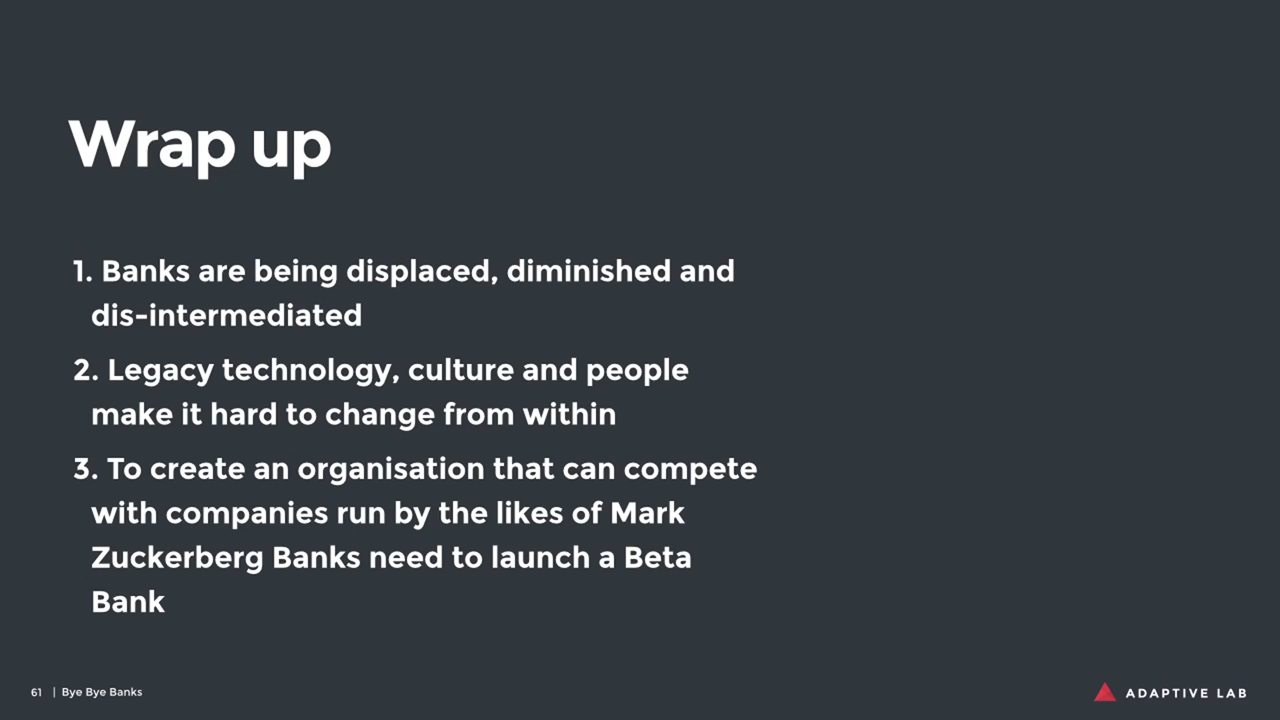 Wrap up
1. Banks are being displaced, diminished and
dis-intermediated
2. Legacy technology, culture and people
make it hard to change from within
3. To create an organisation that can compete
with companies run by the likes of Mark
Zuckerberg Banks need to launch a Beta
Bank
61 | Bye Bye Banks
ADAPTIVE LAB